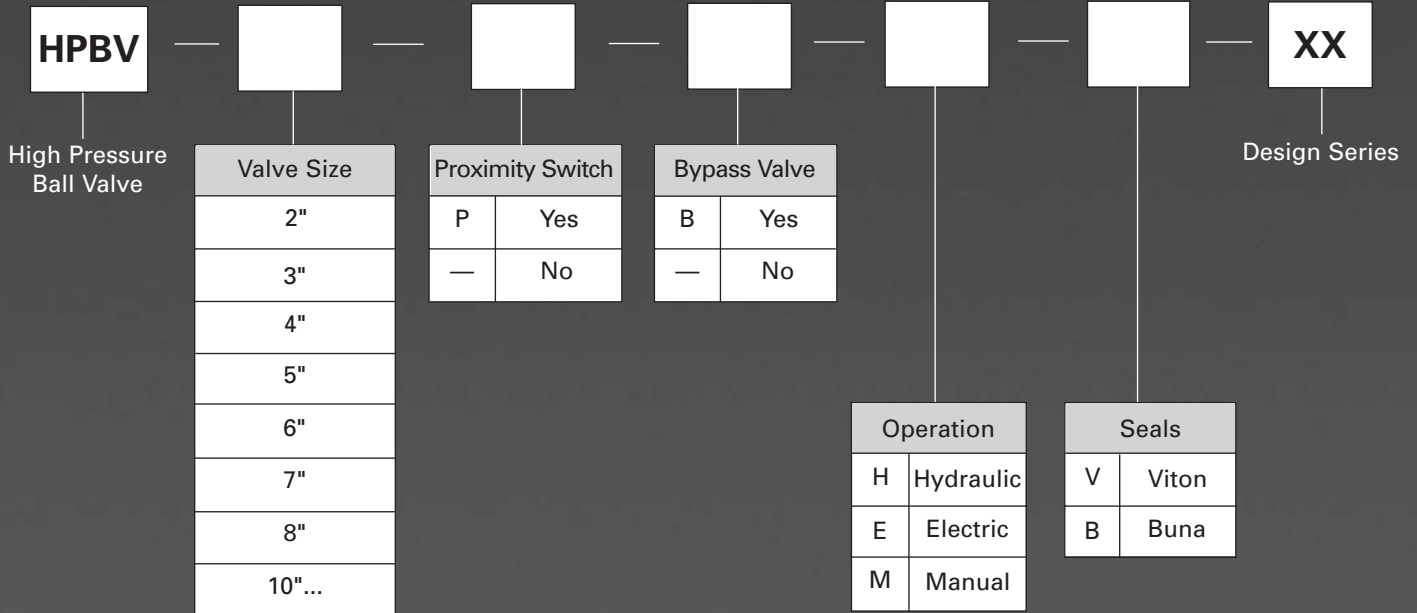 HPBV — — — — — — XX
High Pressure
Ball Valve
Design Series
Valve Size
2"
3"
4"
5"
6"
7"
8"
10"...
Proximity Switch
P Yes
— No
Bypass Valve
B Yes
— No
Operation
H Hydraulic
E Electric
M Manual
Seals
V Viton
B Buna